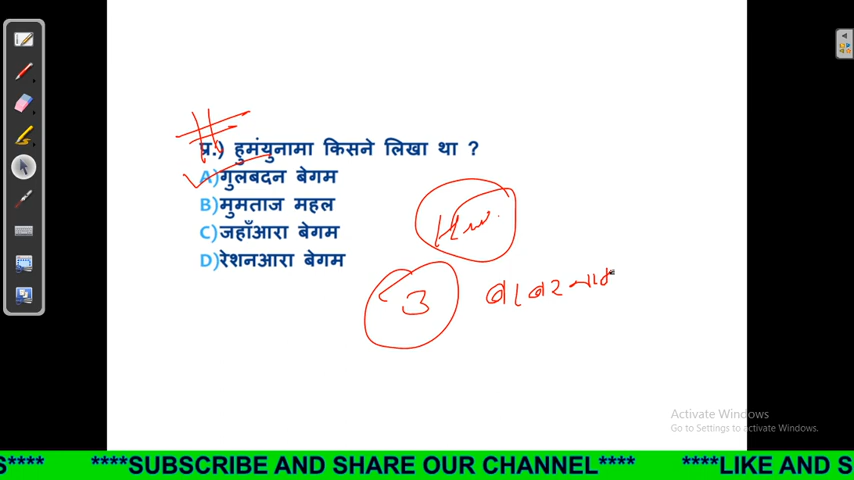 प्र.) हुमंयुनामा किसने लिखा था ?
A)गुलबदन बेगम
B)मुमताज महल
C)जहाँआरा बेगम
D)रेशनआरा बेगम
3
Activate Windows
Go to Settings to activate Windows.
S**** ****SUBSCRIBE AND SHARE OUR CHANNEL**** ****LIKE AND S